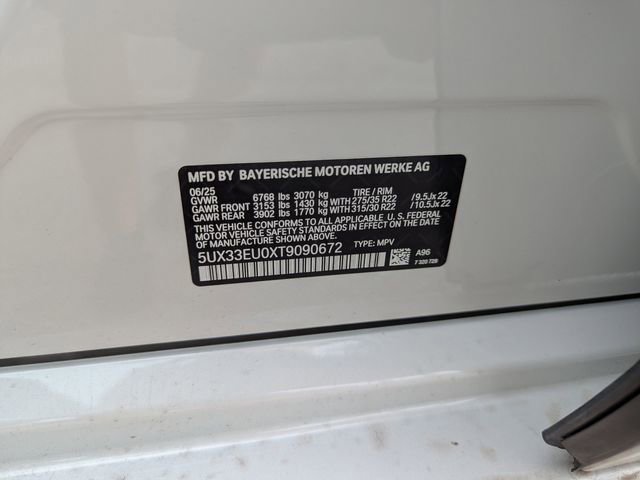 MFD BY BAYERISCHE MOTOREN WERKE AG
06/25
GVWR 6768 lbs 3070 kg TIRE / RIM
GAWR FRONT 3153 lbs 1430 kg WITH 275/35 R22 /9.5Jx22
GAWR REAR 3902 lbs 1770 kg WITH 315/30 R22 /10.5Jx22
THIS VEHICLE CONFORMS TO ALL APPLICABLE U. S. FEDERAL
MOTOR VEHICLE SAFETY STANDARDS IN EFFECT ON THE
DATE OF MANUFACTURE SHOWN ABOVE.
5UX33EU0XT9090672 TYPE: MPV
A96
7 320 728